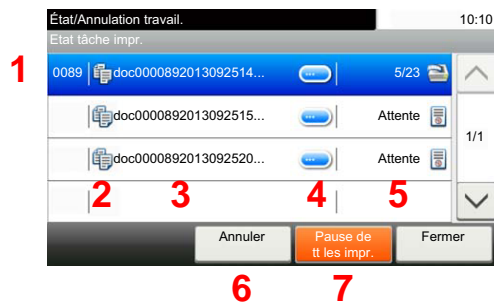 État/Annulation travail. 10:10
Etat tâche impr.
1 0089 doc0000892013092514... 5/23
doc0000892013092515... Attente
1/1
doc0000892013092520... Attente
2 3 4 5
Annuler Pause de tt les impr. Fermer
6 7